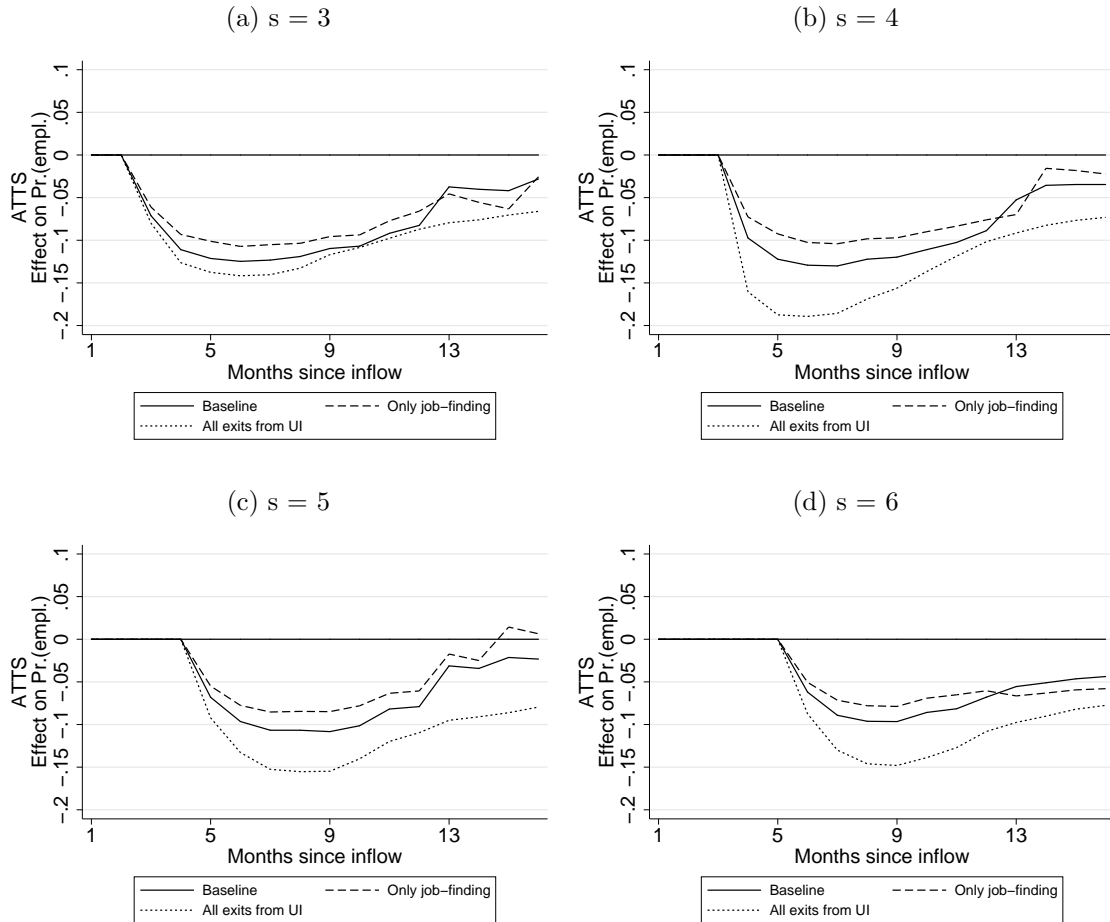 (a) s = 3
.1
.05
0
−.05
−.1
−.15
−.2
ATTS
Effect on Pr.(empl.)
1
5
9
13
Months since inflow
Baseline
Only job−finding
All exits from UI
(b) s = 4
.1
.05
0
−.05
−.1
−.15
−.2
ATTS
Effect on Pr.(empl.)
1
5
9
13
Months since inflow
Baseline
Only job−finding
All exits from UI
(c) s = 5
.1
.05
0
−.05
−.1
−.15
−.2
ATTS
Effect on Pr.(empl.)
1
5
9
13
Months since inflow
Baseline
Only job−finding
All exits from UI
(d) s = 6
.1
.05
0
−.05
−.1
−.15
−.2
ATTS
Effect on Pr.(empl.)
1
5
9
13
Months since inflow
Baseline
Only job−finding
All exits from UI